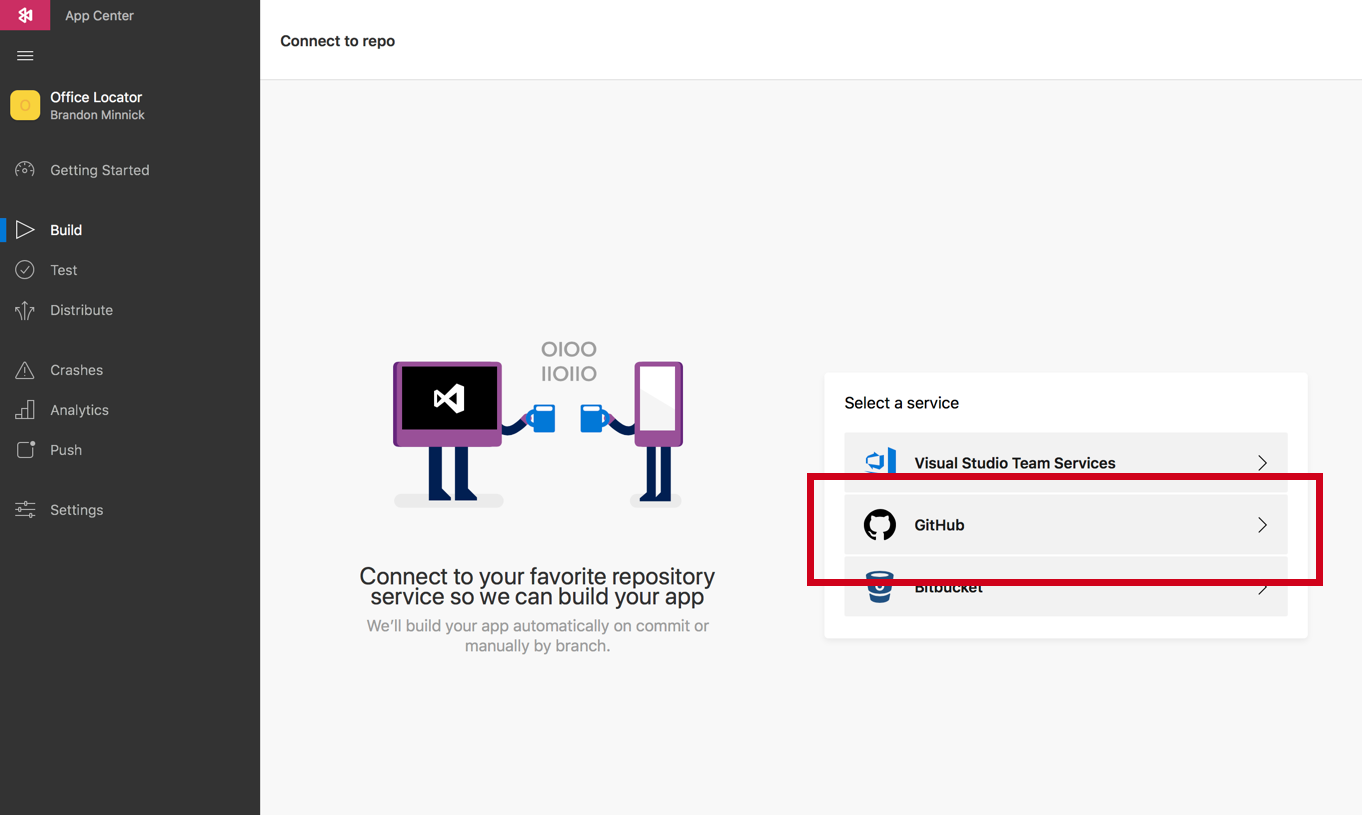 App Center
Connect to repo
O
Office Locator
Brandon Minnick
Getting Started
Build
Test
Distribute
Crashes
Analytics
Push
Settings
OIOO
IIOIIO
Connect to your favorite repository
service so we can build your app
We’ll build your app automatically on commit or
manually by branch.
Select a service
Visual Studio Team Services
GitHub
Bitbucket